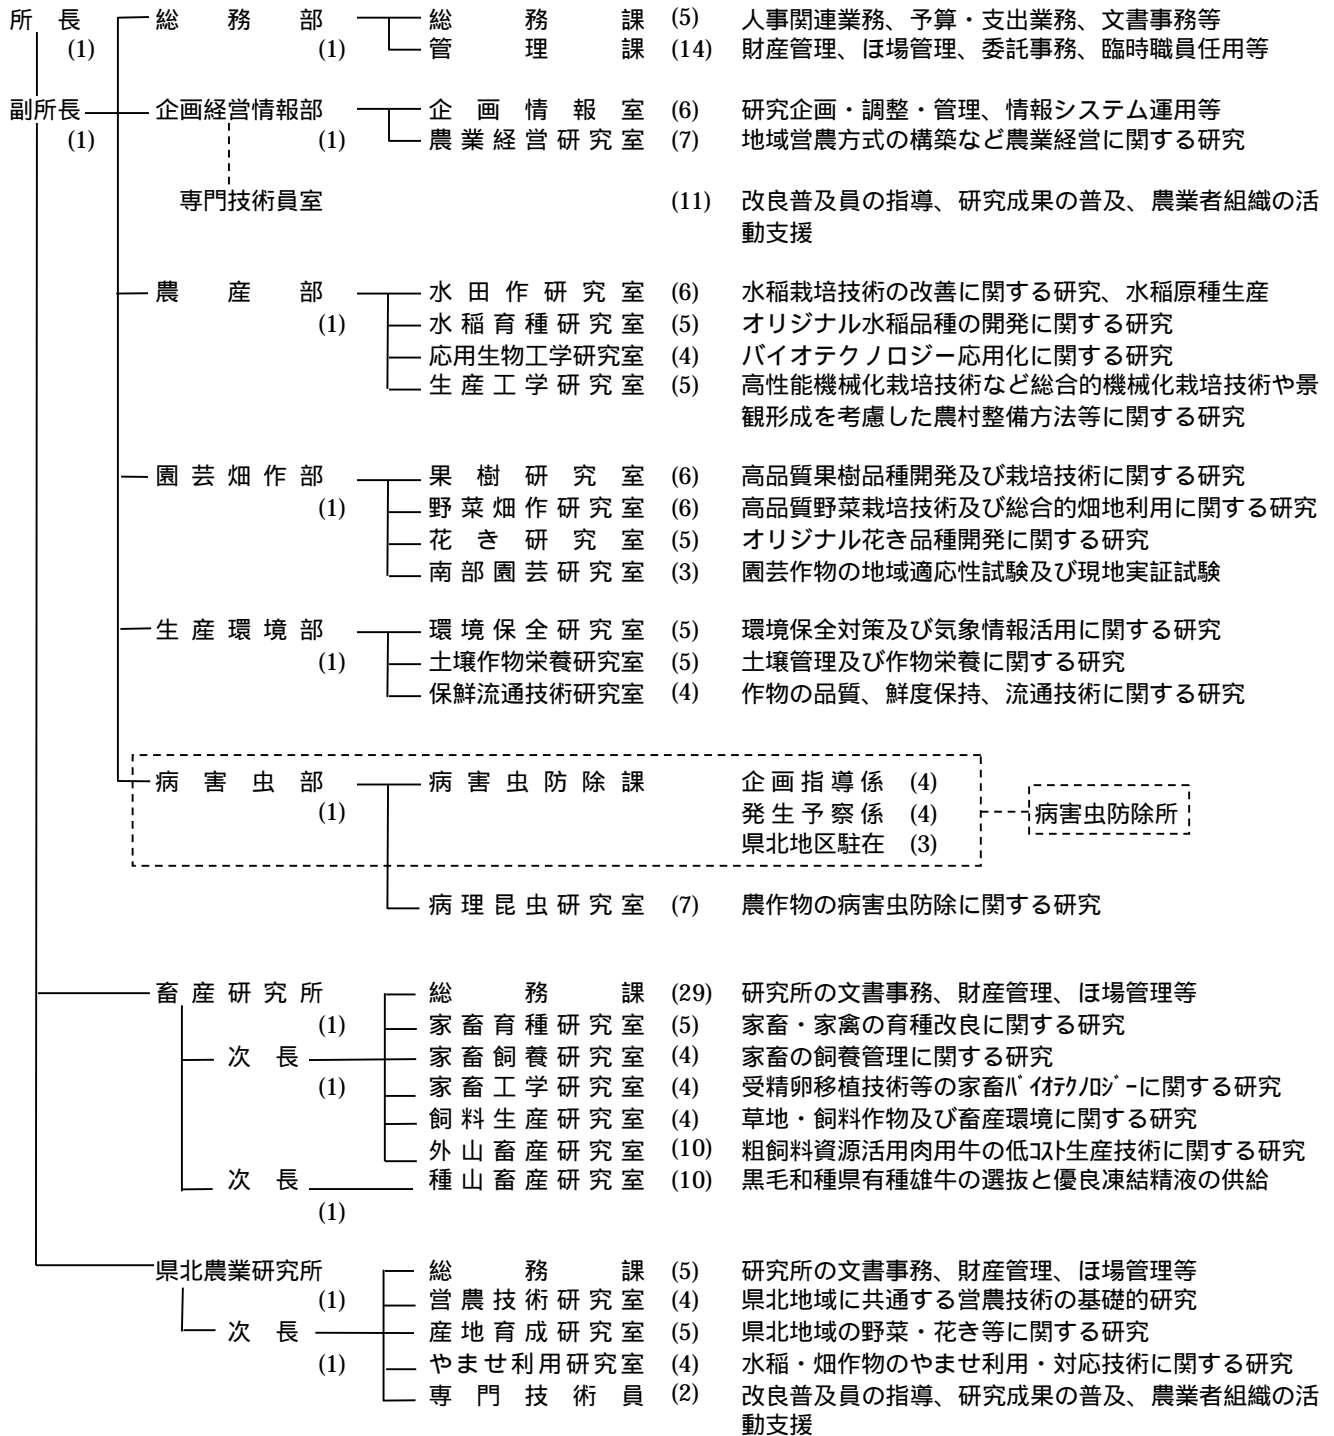 所長 総務部 総務課 (5) 人事関連業務、予算・支出業務、文書事務等
(1) (1) 管理課 (14) 財産管理、ほ場管理、委託事務、臨時職員任用等
副所長 企画経営情報部 企画情報室 (6) 研究企画・調整・管理、情報システム運用等
(1) (1) 農業経営研究室 (7) 地域営農方式の構築など農業経営に関する研究
専門技術員室 (11) 改良普及員の指導、研究成果の普及、農業者組織の活
動支援
農産部 水田作研究室 (6) 水稲栽培技術の改善に関する研究、水稲原種生産
(1) 水稲育種研究室 (5) オリジナル水稲品種の開発に関する研究
応用生物工学研究室 (4) バイオテクノロジー応用化に関する研究
生産工学研究室 (5) 高性能機械化栽培技術など総合的機械化栽培技術や景
観形成を考慮した農村整備方法等に関する研究
園芸畑作部 果樹研究室 (6) 高品質果樹品種開発及び栽培技術に関する研究
(1) 野菜畑作研究室 (6) 高品質野菜栽培技術及び総合的畑地利用に関する研究
花き研究室 (5) オリジナル花き品種開発に関する研究
南部園芸研究室 (3) 園芸作物の地域適応性試験及び現地実証試験
生産環境部 環境保全研究室 (5) 環境保全対策及び気象情報活用に関する研究
(1) 土壌作物栄養研究室 (5) 土壌管理及び作物栄養に関する研究
保鮮流通技術研究室 (4) 作物の品質、鮮度保持、流通技術に関する研究
病害虫部 病害虫防除課 企画指導係 (4)
(1) 発生予察係 (4) 病害虫防除所
県北地区駐在 (3)
病理昆虫研究室 (7) 農作物の病害虫防除に関する研究
畜産研究所 総務課 (29) 研究所の文書事務、財産管理、ほ場管理等
(1) 家畜育種研究室 (5) 家畜・家禽の育種改良に関する研究
次長 家畜飼養研究室 (4) 家畜の飼養管理に関する研究
(1) 家畜工学研究室 (4) 受精卵移植技術等の家畜ﾊﾞｲｵﾃｸﾉﾛｼﾞｰに関する研究
飼料生産研究室 (4) 草地・飼料作物及び畜産環境に関する研究
外山畜産研究室 (10) 粗飼料資源活用肉用牛の低ｺｽﾄ生産技術に関する研究
次長 種山畜産研究室 (10) 黒毛和種県有種雄牛の選抜と優良凍結精液の供給
(1)
県北農業研究所 総務課 (5) 研究所の文書事務、財産管理、ほ場管理等
(1) 営農技術研究室 (4) 県北地域に共通する営農技術の基礎的研究
次長 産地育成研究室 (5) 県北地域の野菜・花き等に関する研究
(1) やませ利用研究室 (4) 水稲・畑作物のやませ利用・対応技術に関する研究
専門技術員 (2) 改良普及員の指導、研究成果の普及、農業者組織の活
動支援